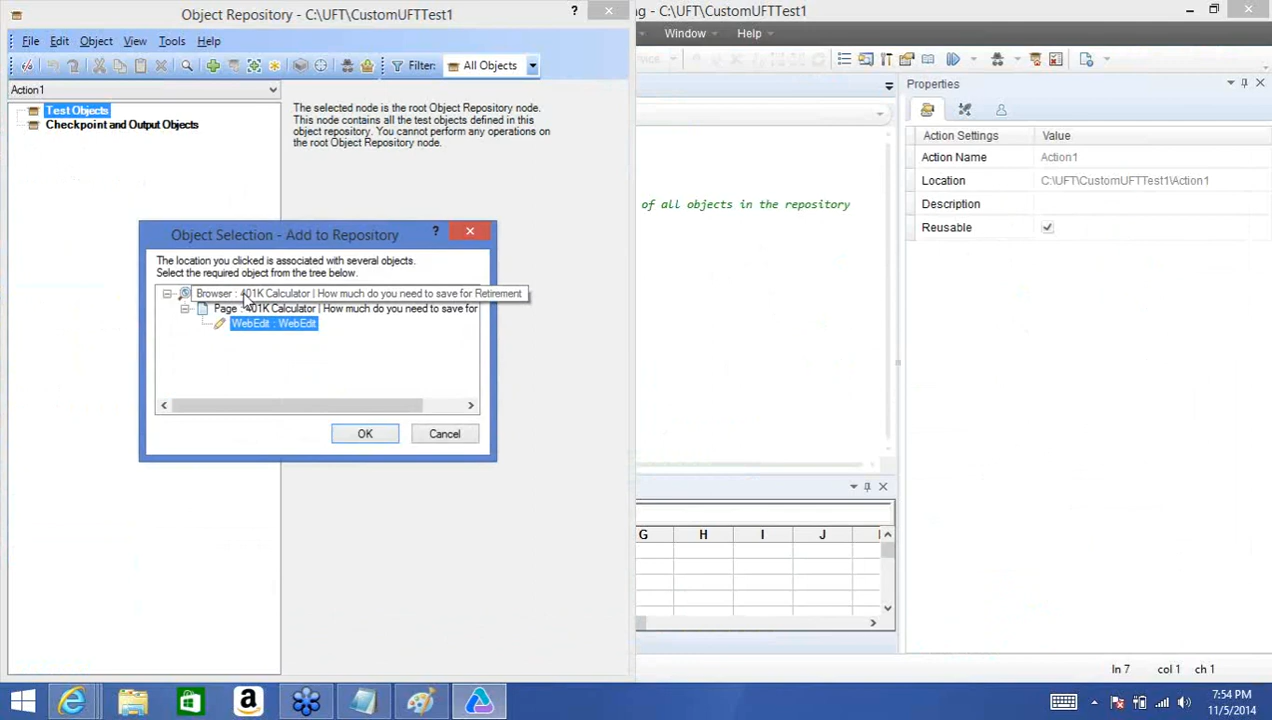 Object Repository - C:\UFT\CustomUFTTest1
?
g - C:\UFT\CustomUFTTest1
File Edit Object View Tools Help
Window Help
Filter: All Objects
Action1
Test Objects
Checkpoint and Output Objects
The selected node is the root Object Repository node.
This node contains all the test objects defined in this
object repository. You cannot perform any operations on
the root Object Repository node.
of all objects in the repository
Object Selection - Add to Repository
?
The location you clicked is associated with several objects.
Select the required object from the tree below.
Browser : 401K Calculator | How much do you need to save for Retirement
Page : 401K Calculator | How much do you need to save for
WebEdit : WebEdit
OK Cancel
Properties
Action Settings Value
Action Name Action1
Location C:\UFT\CustomUFTTest1\Action1
Description
Reusable
G H I J
Ln 7 col 1 ch 1
7:54 PM
11/5/2014